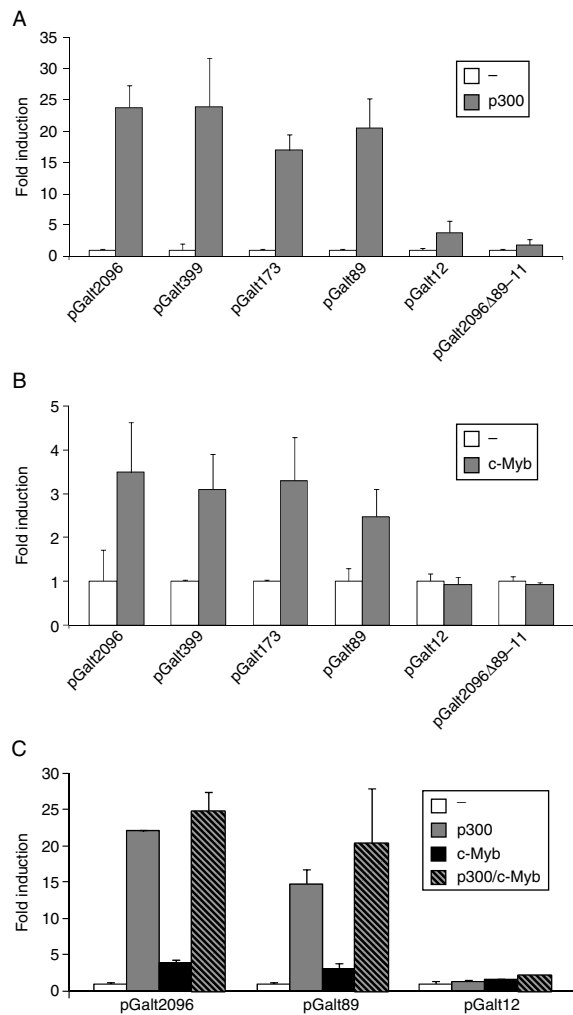 A
Fold induction
35
30
25
20
15
10
5
0
–
p300
pGalt2096
pGalt399
pGalt173
pGalt89
pGalt12
pGalt2096Δ89–11
B
Fold induction
5
4
3
2
1
0
–
c-Myb
pGalt2096
pGalt399
pGalt173
pGalt89
pGalt12
pGalt2096Δ89–11
C
Fold induction
30
25
20
15
10
5
0
–
p300
c-Myb
p300/c-Myb
pGalt2096 pGalt89 pGalt12